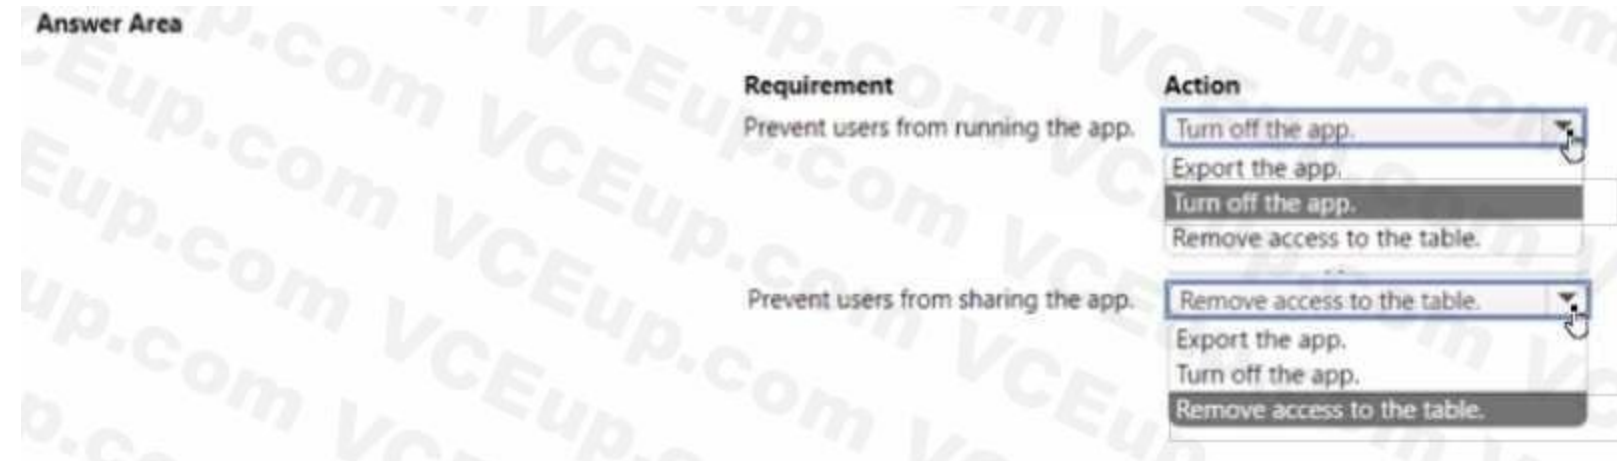 Answer Area
Requirement Action
Prevent users from running the app. Turn off the app.
Export the app.
Turn off the app.
Remove access to the table.
Prevent users from sharing the app. Remove access to the table.
Export the app.
Turn off the app.
Remove access to the table.
VCEup.com